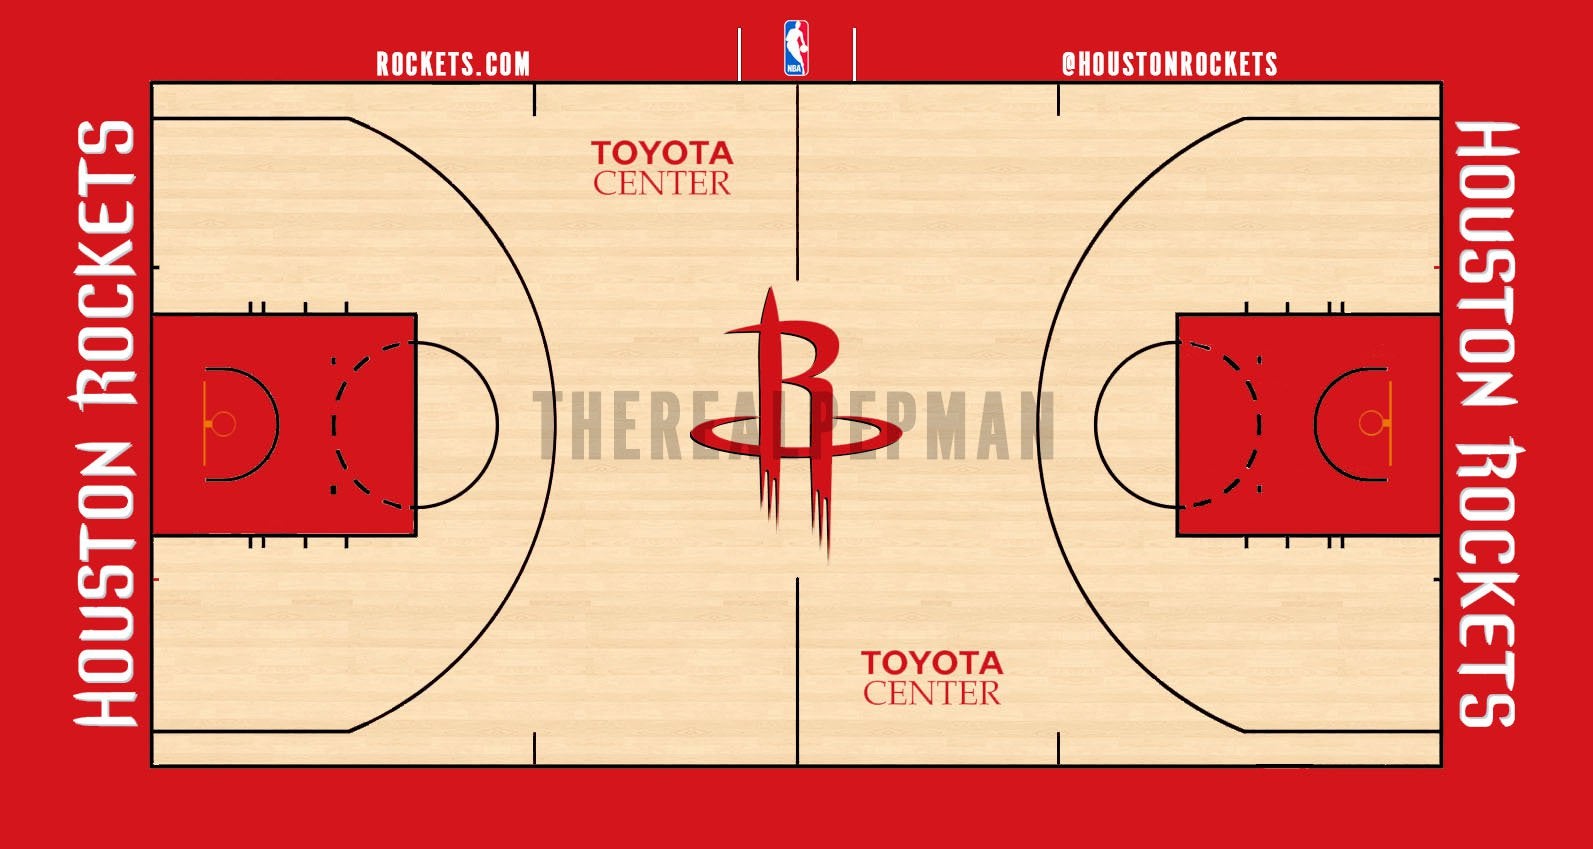 ROCKETS.COM
NBA
@HOUSTONROCKETS
HOUSTON ROCKETS
TOYOTA
CENTER
HOUSTON ROCKETS
R
THEREALPEPMAN
TOYOTA
CENTER